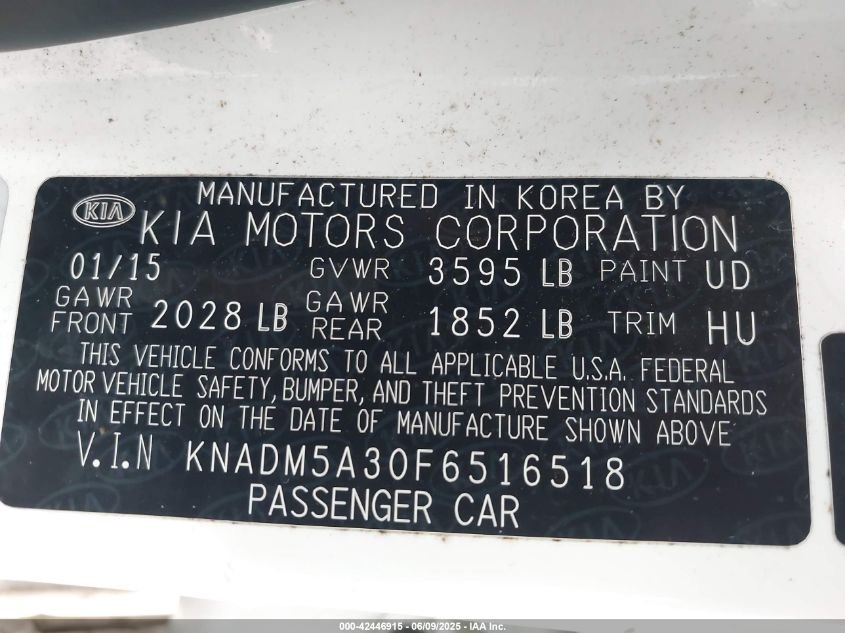 MANUFACTURED IN KOREA BY
KIA
KIA MOTORS CORPORATION
01/15 GVWR 3595 LB PAINT UD
GAWR FRONT 2028 LB GAWR REAR 1852 LB TRIM HU
THIS VEHICLE CONFORMS TO ALL APPLICABLE U.S.A. FEDERAL
MOTOR VEHICLE SAFETY, BUMPER, AND THEFT PREVENTION STANDARDS
IN EFFECT ON THE DATE OF MANUFACTURE SHOWN ABOVE
V.I.N KNADM5A30F6516518
PASSENGER CAR
000-42446915 - 06/09/2025 - IAA Inc.